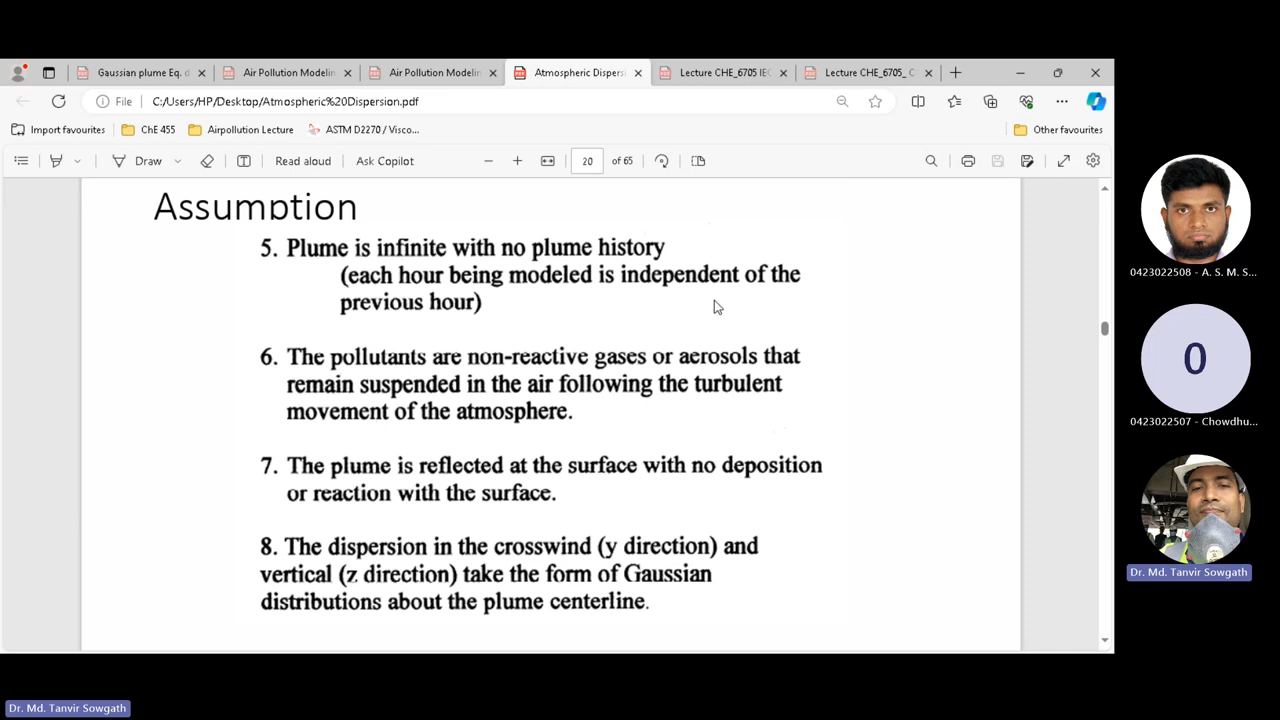 Gaussian plume Eq. d
Air Pollution Modelin
Air Pollution Modelin
Atmospheric Dispersi
Lecture CHE_6705 IEC
Lecture CHE_6705_ C
File
C:/Users/HP/Desktop/Atmospheric%20Dispersion.pdf
Import favourites
ChE 455
Airpollution Lecture
ASTM D2270 / Visco...
Other favourites
Draw
Read aloud
Ask Copilot
20
of 65
Assumption
5. Plume is infinite with no plume history
(each hour being modeled is independent of the
previous hour)
6. The pollutants are non-reactive gases or aerosols that
remain suspended in the air following the turbulent
movement of the atmosphere.
7. The plume is reflected at the surface with no deposition
or reaction with the surface.
8. The dispersion in the crosswind (y direction) and
vertical (z direction) take the form of Gaussian
distributions about the plume centerline.
0423022508 - A. S. M. S...
0
0423022507 - Chowdhu...
Dr. Md. Tanvir Sowgath
Dr. Md. Tanvir Sowgath